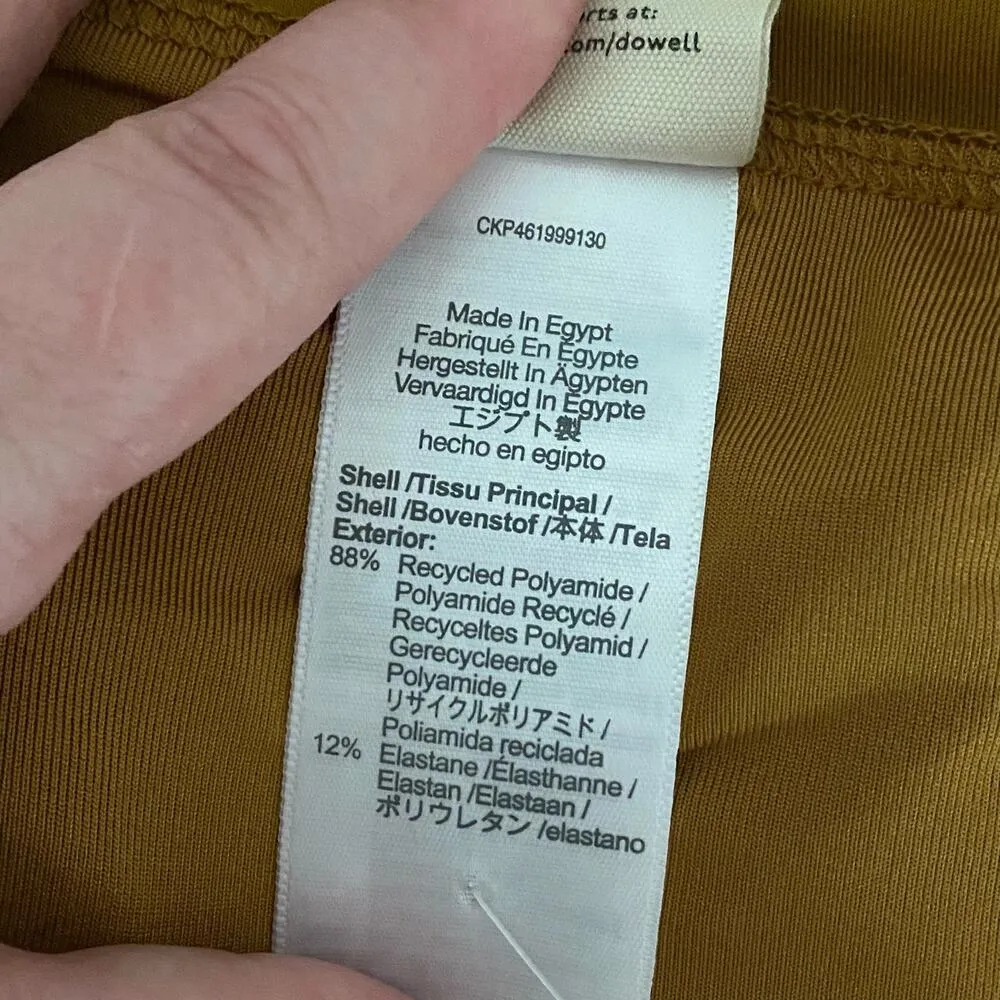 at:
com/dowell
CKP461999130
Made In Egypt
Fabriqué En Égypte
Hergestellt In Ägypten
Vervaardigd In Egypte
エジプト製
hecho en egipto
Shell /Tissu Principal /
Shell /Bovenstof /本体 /Tela
Exterior:
88% Recycled Polyamide /
Polyamide Recyclé /
Recyceltes Polyamid /
Gerecycleerde
Polyamide /
リサイクルポリアミド /
Poliamida reciclada
12% Elastane /Élasthanne /
Elastan /Elastaan /
ポリウレタン /elastano